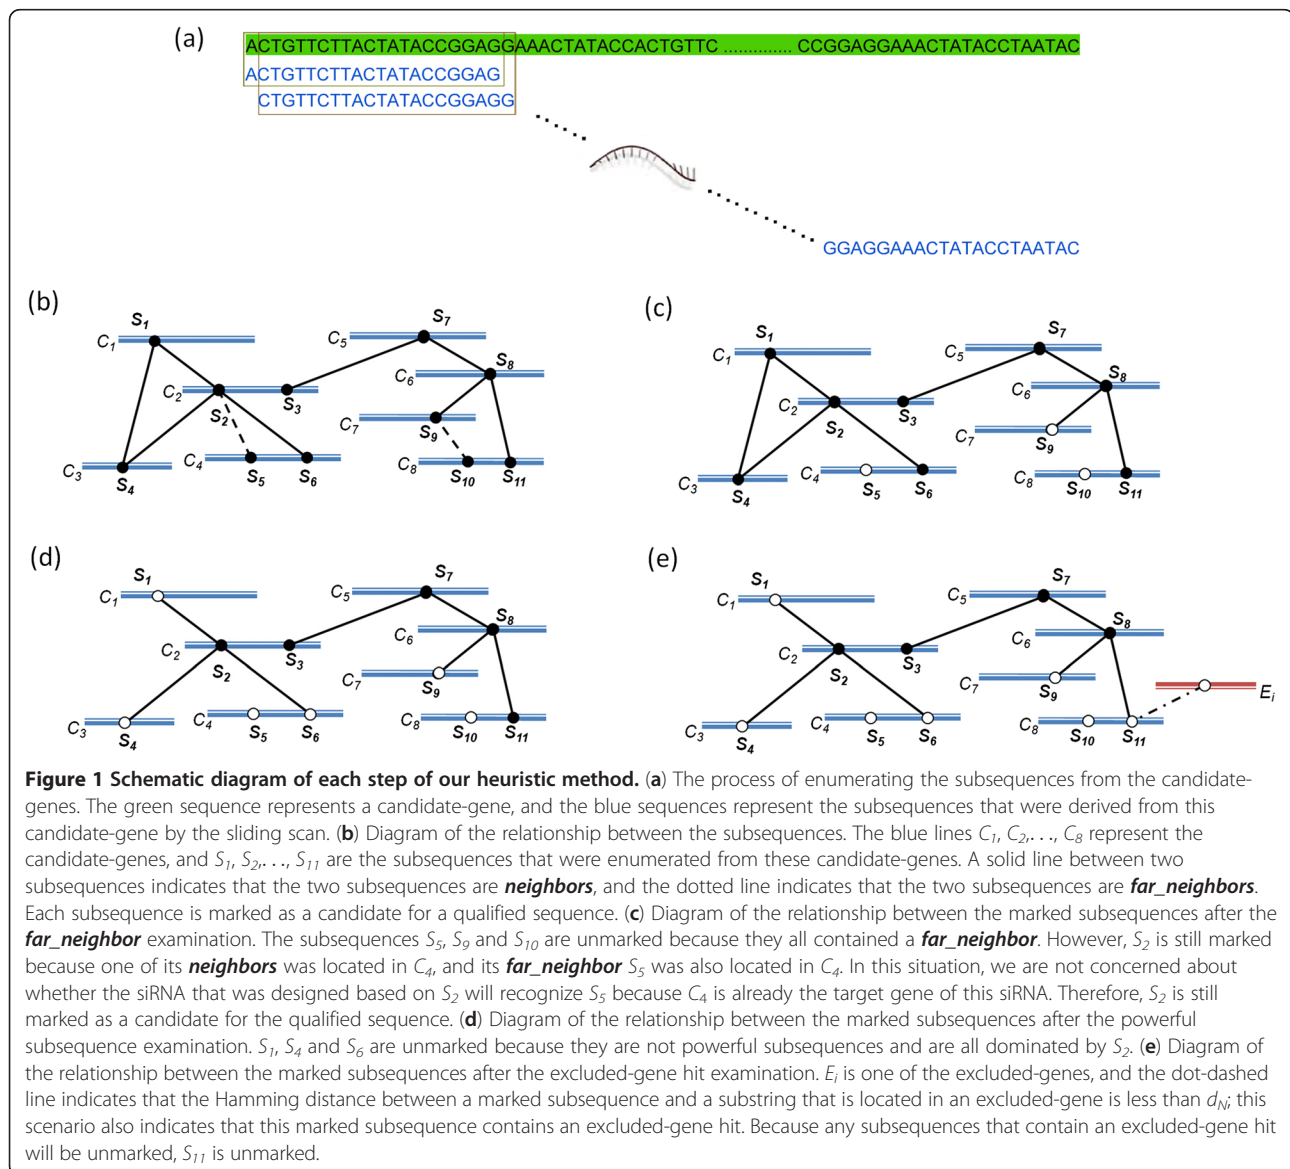 (a)
ACTGTTCTTACTATACCGGAGGAAACTATACCACTGTTC .............. CCGGAGGAAACTATACCTAATAC
ACTGTTCTTACTATACCGGAG
CTGTTCTTACTATACCGGAGG
GGAGGAAACTATACCTAATAC
(b)
S1
C1
S7
C5
S8
C6
C2
S2
S3
C7
S9
C3
S4
C4
S5
S6
C8
S10
S11
(c)
S1
C1
S7
C5
S8
C6
C2
S2
S3
C7
S9
C3
S4
C4
S5
S6
C8
S10
S11
(d)
S1
C1
S7
C5
S8
C6
C2
S2
S3
C7
S9
C3
S4
C4
S5
S6
C8
S10
S11
(e)
S1
C1
S7
C5
S8
C6
C2
S2
S3
C7
S9
Ei
C3
S4
C4
S5
S6
C8
S10
S11
Figure 1 Schematic diagram of each step of our heuristic method. (a) The process of enumerating the subsequences from the candidate-
genes. The green sequence represents a candidate-gene, and the blue sequences represent the subsequences that were derived from this
candidate-gene by the sliding scan. (b) Diagram of the relationship between the subsequences. The blue lines C1, C2,. . ., C8 represent the
candidate-genes, and S1, S2,. . ., S11 are the subsequences that were enumerated from these candidate-genes. A solid line between two
subsequences indicates that the two subsequences are neighbors, and the dotted line indicates that the two subsequences are far_neighbors.
Each subsequence is marked as a candidate for a qualified sequence. (c) Diagram of the relationship between the marked subsequences after the
far_neighbor examination. The subsequences S5, S9 and S10 are unmarked because they all contained a far_neighbor. However, S2 is still marked
because one of its neighbors was located in C4, and its far_neighbor S5 was also located in C4. In this situation, we are not concerned about
whether the siRNA that was designed based on S2 will recognize S5 because C4 is already the target gene of this siRNA. Therefore, S2 is still
marked as a candidate for the qualified sequence. (d) Diagram of the relationship between the marked subsequences after the powerful
subsequence examination. S1, S4 and S6 are unmarked because they are not powerful subsequences and are all dominated by S2. (e) Diagram of
the relationship between the marked subsequences after the excluded-gene hit examination. Ei is one of the excluded-genes, and the dot-dashed
line indicates that the Hamming distance between a marked subsequence and a substring that is located in an excluded-gene is less than dN; this
scenario also indicates that this marked subsequence contains an excluded-gene hit. Because any subsequences that contain an excluded-gene hit
will be unmarked, S11 is unmarked.